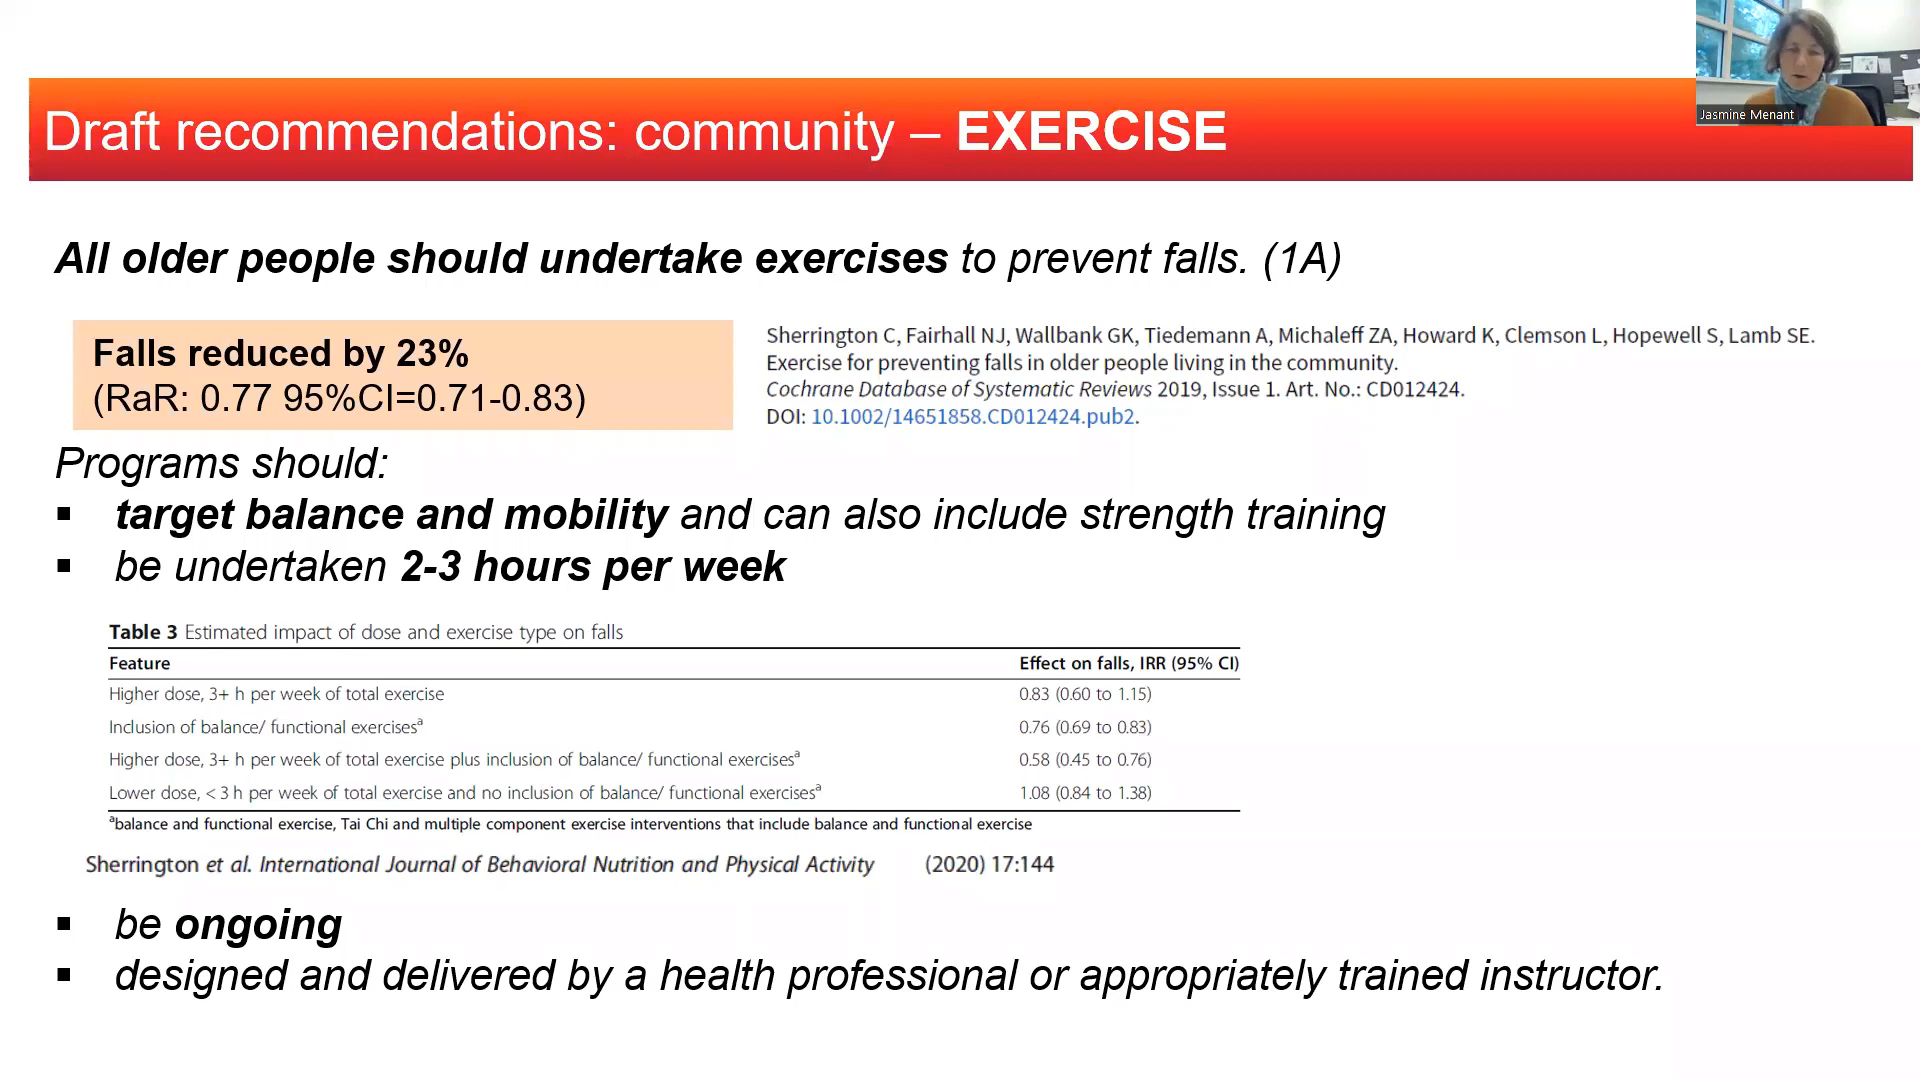 Jasmine Menant
Draft recommendations: community – EXERCISE
All older people should undertake exercises to prevent falls. (1A)
Falls reduced by 23%
(RaR: 0.77 95%CI=0.71-0.83)
Sherrington C, Fairhall NJ, Wallbank GK, Tiedemann A, Michaleff ZA, Howard K, Clemson L, Hopewell S, Lamb SE.
Exercise for preventing falls in older people living in the community.
Cochrane Database of Systematic Reviews 2019, Issue 1. Art. No.: CD012424.
DOI: 10.1002/14651858.CD012424.pub2.
Programs should:
▪ target balance and mobility and can also include strength training
▪ be undertaken 2-3 hours per week
Table 3 Estimated impact of dose and exercise type on falls
Feature Effect on falls, IRR (95% CI)
Higher dose, 3+ h per week of total exercise 0.83 (0.60 to 1.15)
Inclusion of balance/ functional exercisesᵃ 0.76 (0.69 to 0.83)
Higher dose, 3+ h per week of total exercise plus inclusion of balance/ functional exercisesᵃ 0.58 (0.45 to 0.76)
Lower dose, < 3 h per week of total exercise and no inclusion of balance/ functional exercisesᵃ 1.08 (0.84 to 1.38)
ᵃbalance and functional exercise, Tai Chi and multiple component exercise interventions that include balance and functional exercise
Sherrington et al. International Journal of Behavioral Nutrition and Physical Activity (2020) 17:144
▪ be ongoing
▪ designed and delivered by a health professional or appropriately trained instructor.